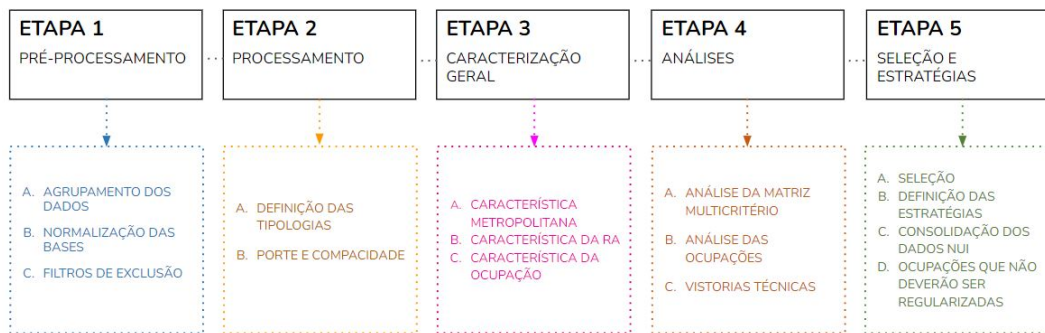 ETAPA 1
PRÉ-PROCESSAMENTO
ETAPA 2
PROCESSAMENTO
ETAPA 3
CARACTERIZAÇÃO
GERAL
ETAPA 4
ANÁLISES
ETAPA 5
SELEÇÃO E
ESTRATÉGIAS
A. AGRUPAMENTO DOS
DADOS
B. NORMALIZAÇÃO DAS
BASES
C. FILTROS DE EXCLUSÃO
A. DEFINIÇÃO DAS
TIPOLOGIAS
B. PORTE E COMPACIDADE
A. CARACTERÍSTICA
METROPOLITANA
B. CARACTERÍSTICA DA RA
C. CARACTERÍSTICA DA
OCUPAÇÃO
A. ANÁLISE DA MATRIZ
MULTICRITÉRIO
B. ANÁLISE DAS
OCUPAÇÕES
C. VISTORIAS TÉCNICAS
A. SELEÇÃO
B. DEFINIÇÃO DAS
ESTRATÉGIAS
C. CONSOLIDAÇÃO DOS
DADOS NUI
D. OCUPAÇÕES QUE NÃO
DEVERÃO SER
REGULARIZADAS